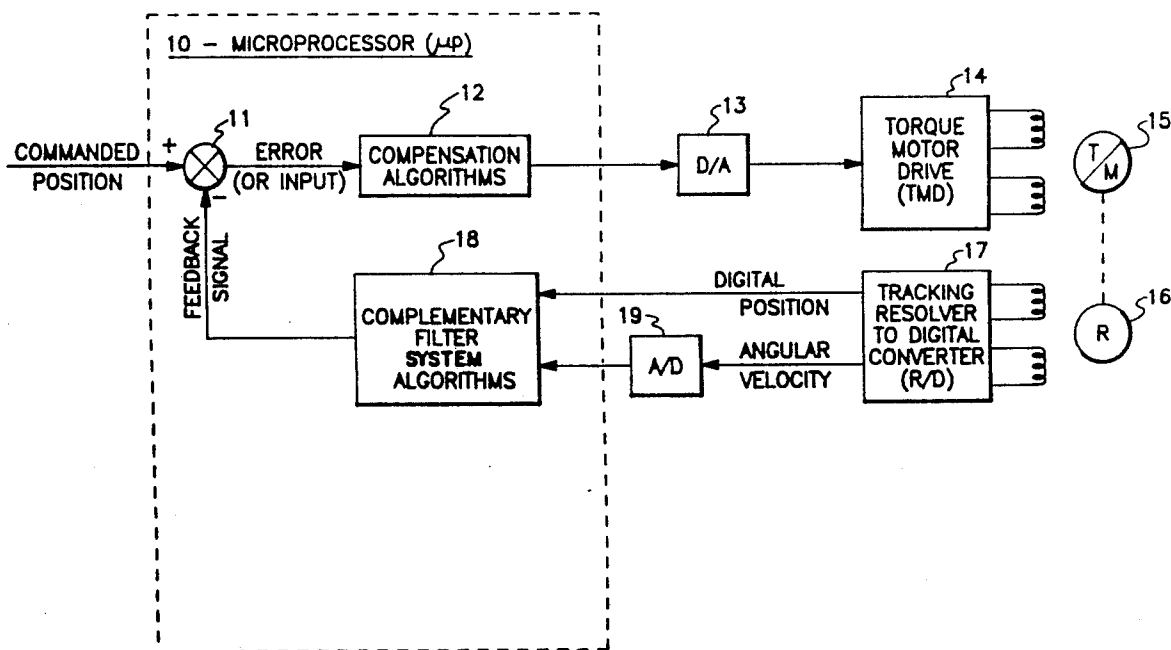 10 - MICROPROCESSOR (μp)
COMMANDED
POSITION
+
-
11
ERROR
(OR INPUT)
12
COMPENSATION
ALGORITHMS
13
D/A
14
TORQUE
MOTOR
DRIVE
(TMD)
15
T/M
FEEDBACK
SIGNAL
18
COMPLEMENTARY
FILTER
SYSTEM
ALGORITHMS
DIGITAL
POSITION
19
A/D
ANGULAR
VELOCITY
17
TRACKING
RESOLVER
TO DIGITAL
CONVERTER
(R/D)
16
R